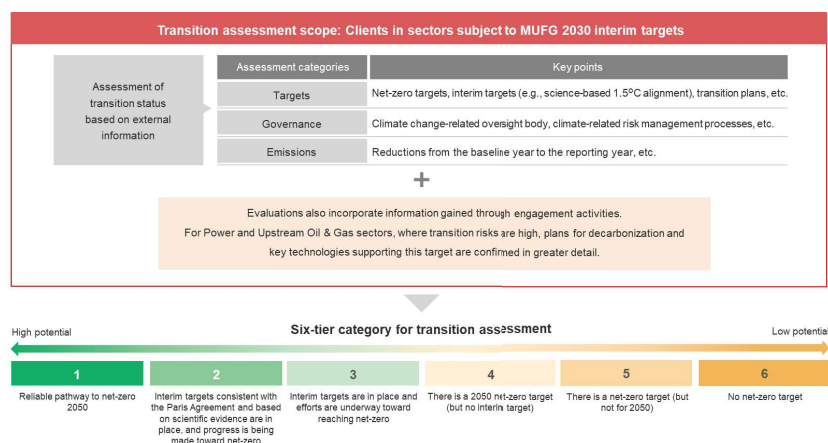 Transition assessment scope: Clients in sectors subject to MUFG 2030 interim targets
Assessment of
transition status
based on external
information
Assessment categories
Key points
Targets
Net-zero targets, interim targets (e.g., science-based 1.5°C alignment), transition plans, etc.
Governance
Climate change-related oversight body, climate-related risk management processes, etc.
Emissions
Reductions from the baseline year to the reporting year, etc.
+
Evaluations also incorporate information gained through engagement activities.
For Power and Upstream Oil & Gas sectors, where transition risks are high, plans for decarbonization and
key technologies supporting this target are confirmed in greater detail.
High potential
Six-tier category for transition assessment
Low potential
1
Reliable pathway to net-zero
2050
2
Interim targets consistent with
the Paris Agreement and based
on scientific evidence are in
place, and progress is being
made toward net-zero
3
Interim targets are in place and
efforts are underway toward
reaching net-zero
4
There is a 2050 net-zero target
(but no interim target)
5
There is a net-zero target (but
not for 2050)
6
No net-zero target